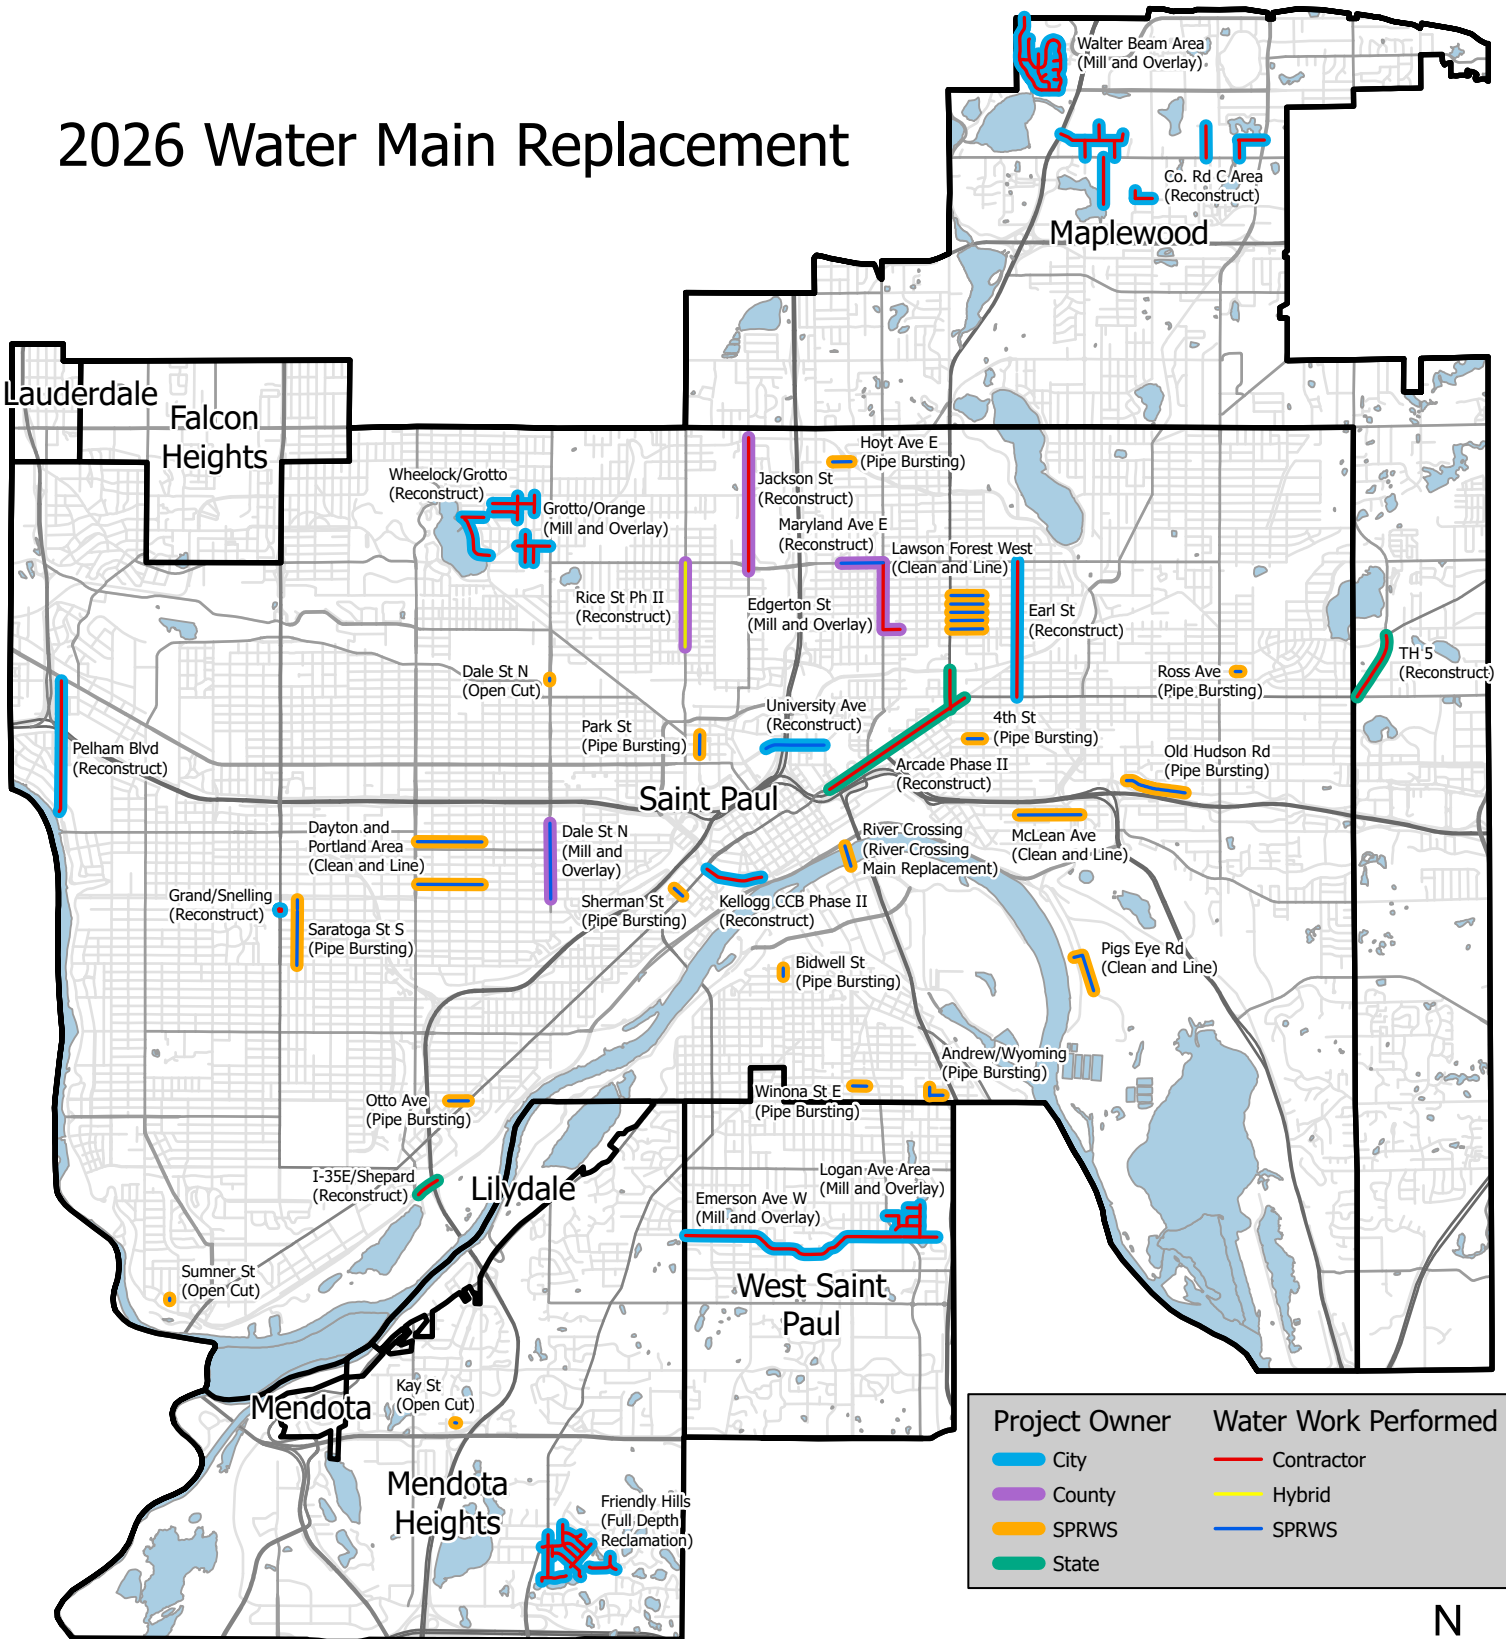 2026 Water Main Replacement
Walter Beam Area
(Mill and Overlay)
Co. Rd C Area
(Reconstruct)
Maplewood
Lauderdale
Falcon
Heights
Wheelock/Grotto
(Reconstruct)
Grotto/Orange
(Mill and Overlay)
Hoyt Ave E
(Pipe Bursting)
Jackson St
(Reconstruct)
Maryland Ave E
(Reconstruct)
Lawson Forest West
(Clean and Line)
Rice St Ph II
(Reconstruct)
Edgerton St
(Mill and Overlay)
Earl St
(Reconstruct)
TH 5
(Reconstruct)
Dale St N
(Open Cut)
Ross Ave
(Pipe Bursting)
University Ave
(Reconstruct)
Park St
(Pipe Bursting)
4th St
(Pipe Bursting)
Pelham Blvd
(Reconstruct)
Old Hudson Rd
(Pipe Bursting)
Arcade Phase II
(Reconstruct)
Saint Paul
Dayton and
Portland Area
(Clean and Line)
Dale St N
(Mill and
Overlay)
River Crossing
(River Crossing
Main Replacement)
McLean Ave
(Clean and Line)
Grand/Snelling
(Reconstruct)
Saratoga St S
(Pipe Bursting)
Sherman St
(Pipe Bursting)
Kellogg CCB Phase II
(Reconstruct)
Bidwell St
(Pipe Bursting)
Pigs Eye Rd
(Clean and Line)
Andrew/Wyoming
(Pipe Bursting)
Winona St E
(Pipe Bursting)
Otto Ave
(Pipe Bursting)
I-35E/Shepard
(Reconstruct)
Lilydale
Logan Ave Area
(Mill and Overlay)
Emerson Ave W
(Mill and Overlay)
Sumner St
(Open Cut)
West Saint
Paul
Kay St
(Open Cut)
Mendota
Mendota
Heights
Friendly Hills
(Full Depth
Reclamation)
Project Owner
City
County
SPRWS
State
Water Work Performed
Contractor
Hybrid
SPRWS
N